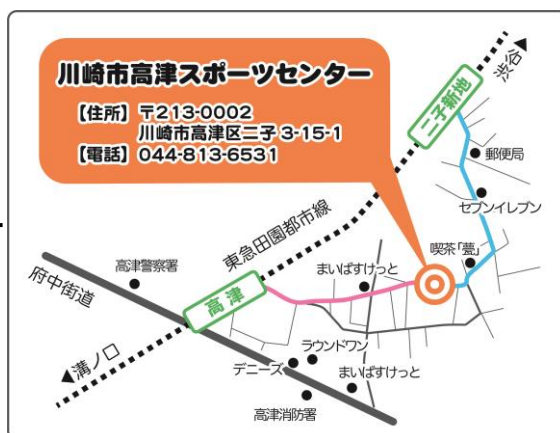 川崎市高津スポーツセンター
【住所】〒213-0002
川崎市高津区二子3-15-1
【電話】044-813-6531
渋谷
二子新地
郵便局
セブンイレブン
喫茶「甍」
東急田園都市線
まいばすけっと
高津警察署
府中街道
高津
溝ノ口
ラウンドワン
デニーズ
まいばすけっと
高津消防署